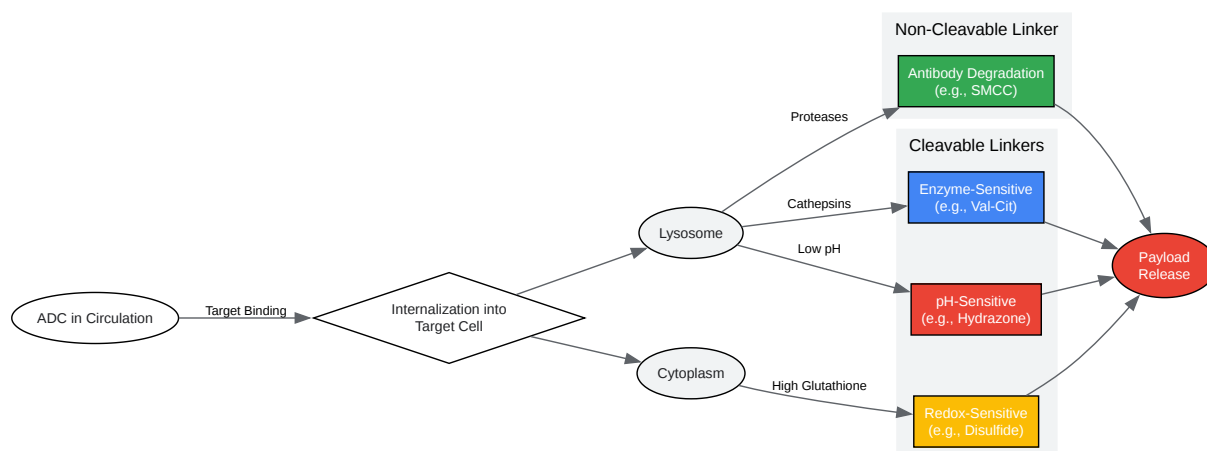 Non-Cleavable Linker
Antibody Degradation
(e.g., SMCC)
Proteases
Cleavable Linkers
Enzyme-Sensitive
(e.g., Val-Cit)
Cathepsins
Lysosome
Low pH
Payload
Release
pH-Sensitive
(e.g., Hydrazone)
ADC in Circulation
Target Binding
Internalization into
Target Cell
Cytoplasm
High Glutathione
Redox-Sensitive
(e.g., Disulfide)